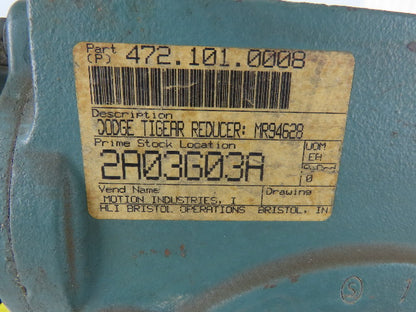 Part
(P) 472.101.0008
Description
DODGE TIGEAR REDUCER: MR94628
Prime Stock Location
UOM
2A03G03A
EA
0
Vend Name
Drawing
MOTION INDUSTRIES, I
ALI BRISTOL OPERATIONS BRISTOL, IN